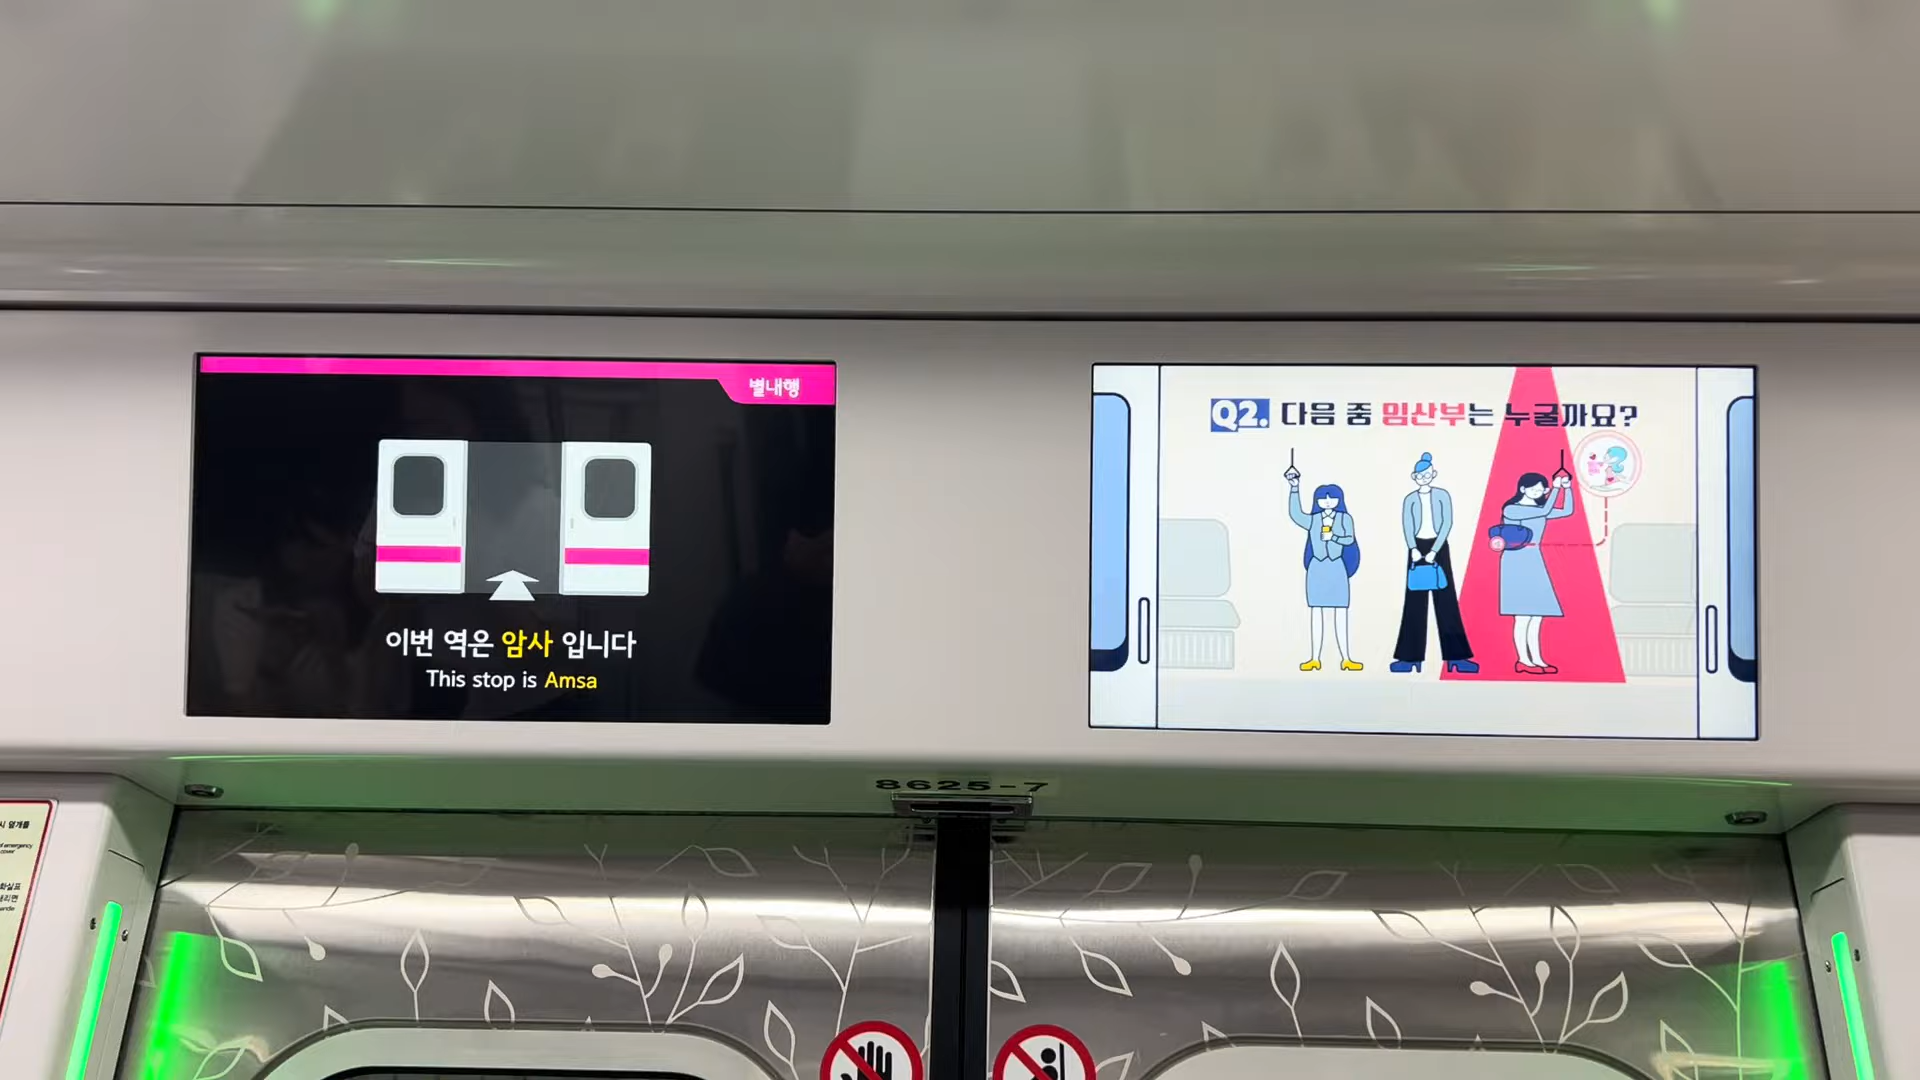 별내행
이번 역은 암사 입니다
This stop is Amsa
Q2. 다음 중 임산부는 누굴까요?
8625-7